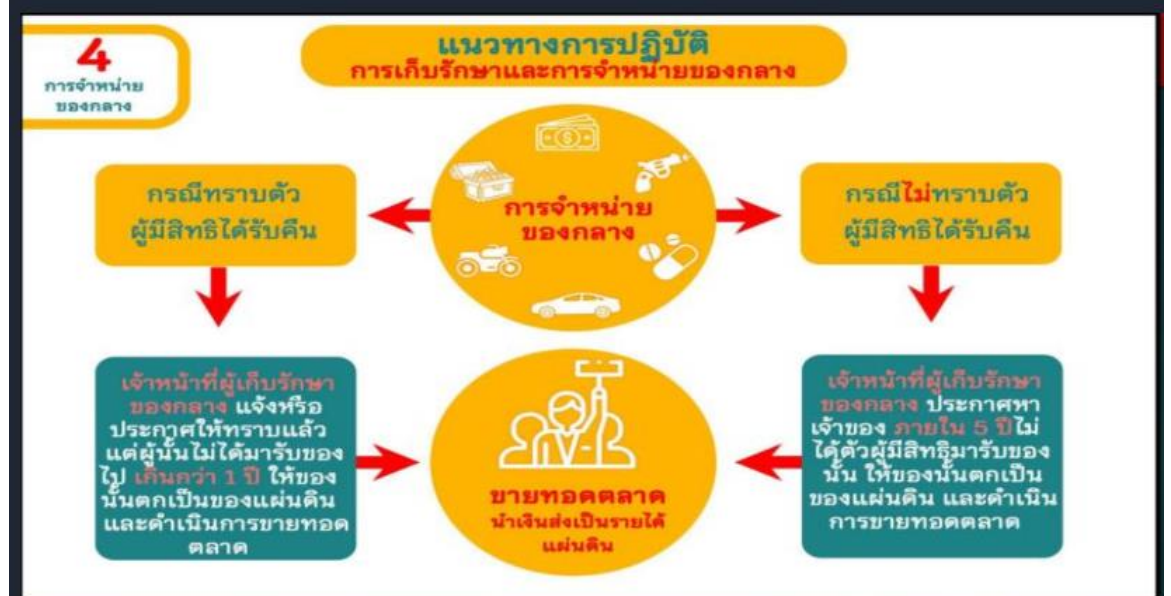 4
การจำหน่าย
ของกลาง
แนวทางการปฏิบัติ
การเก็บรักษาและการจำหน่ายของกลาง
กรณีทราบตัว
ผู้มีสิทธิได้รับคืน
การจำหน่าย
ของกลาง
กรณีไม่ทราบตัว
ผู้มีสิทธิได้รับคืน
เจ้าหน้าที่ผู้เก็บรักษา
ของกลาง แจ้งหรือ
ประกาศให้ทราบแล้ว
แต่ผู้นั้นไม่ได้มารับของ
ไป เกินกว่า 1 ปี ให้ของ
นั้นตกเป็นของแผ่นดิน
และดำเนินการขายทอด
ตลาด
ขายทอดตลาด
นำเงินส่งเป็นรายได้
แผ่นดิน
เจ้าหน้าที่ผู้เก็บรักษา
ของกลาง ประกาศหา
เจ้าของ ภายใน 5 ปีไม่
ได้ตัวผู้มีสิทธิมารับของ
นั้น ให้ของนั้นตกเป็น
ของแผ่นดิน และดำเนิน
การขายทอดตลาด